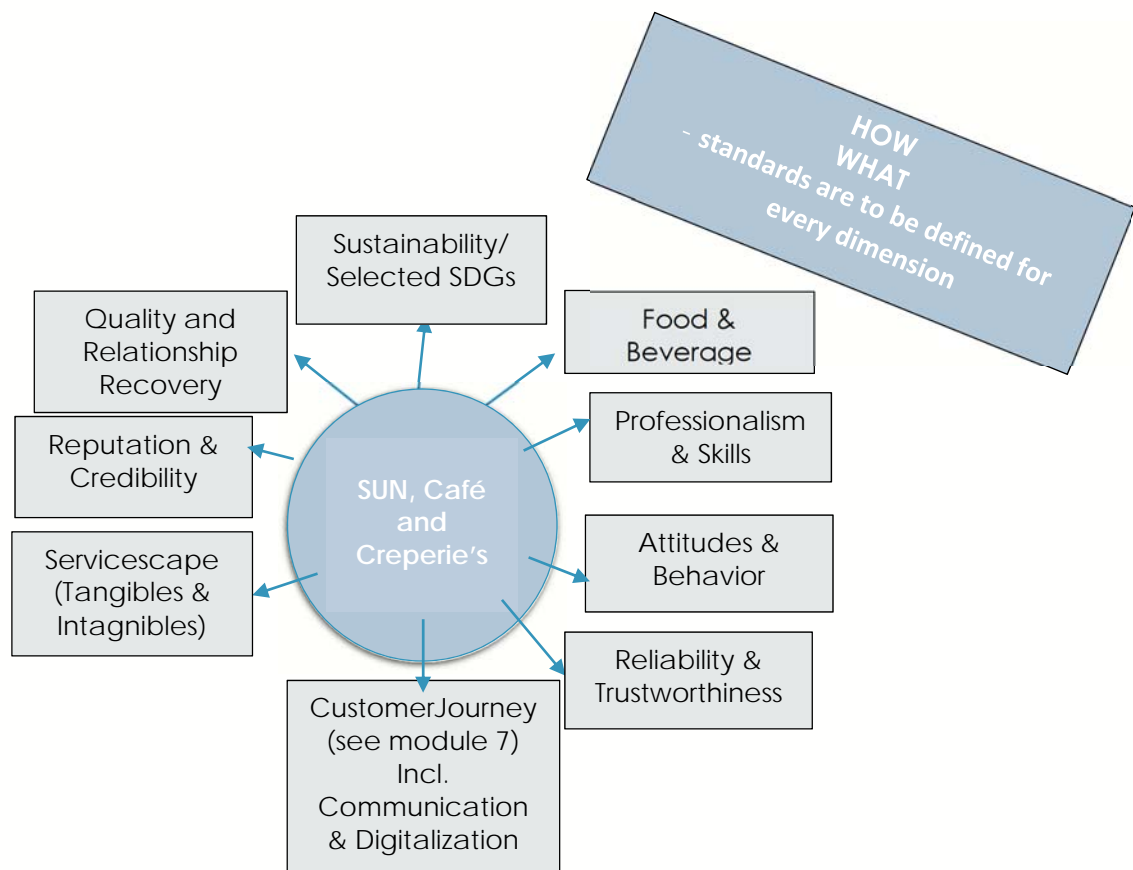 HOW
WHAT
- standards are to be defined for
every dimension
Sustainability/
Selected SDGs
Food &
Beverage
Quality and
Relationship
Recovery
Professionalism
& Skills
Reputation &
Credibility
SUN, Café
and
Creperie's
Attitudes &
Behavior
Servicescape
(Tangibles &
Intagnibles)
Reliability &
Trustworthiness
CustomerJourney
(see module 7)
Incl.
Communication
& Digitalization